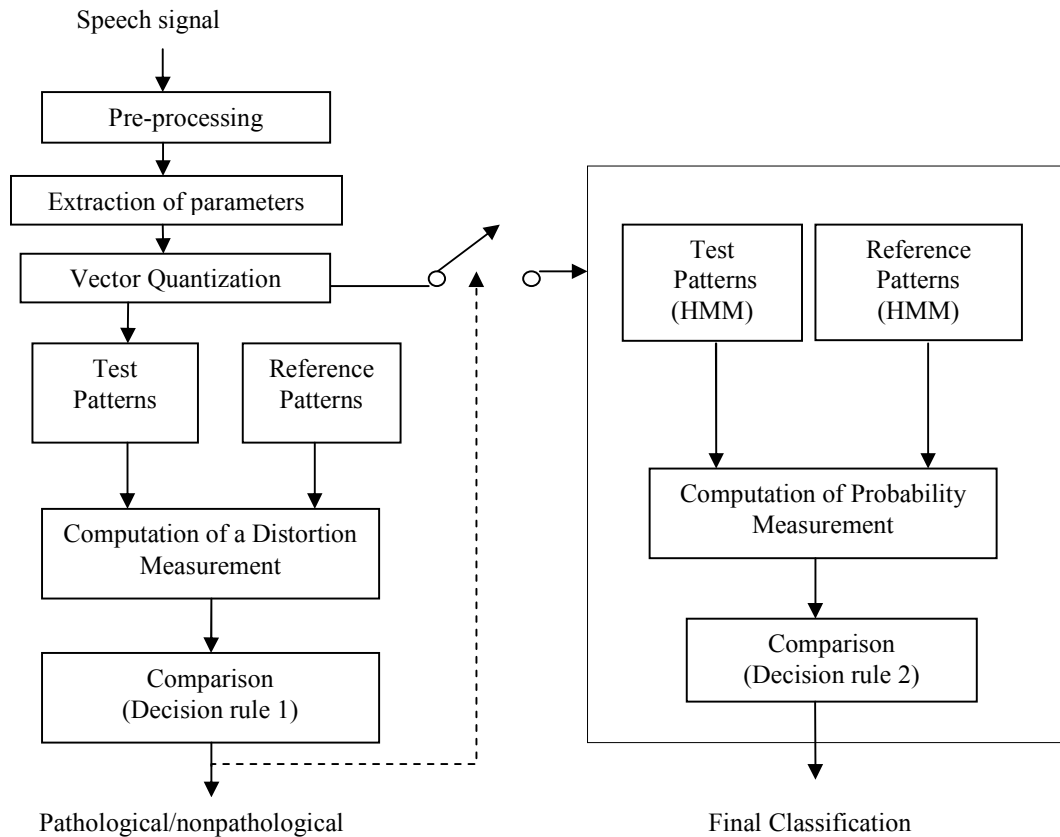 Speech signal
Pre-processing
Extraction of parameters
Vector Quantization
Test
Patterns
Reference
Patterns
Computation of a Distortion
Measurement
Comparison
(Decision rule 1)
Pathological/nonpathological
Test
Patterns
(HMM)
Reference
Patterns
(HMM)
Computation of Probability
Measurement
Comparison
(Decision rule 2)
Final Classification